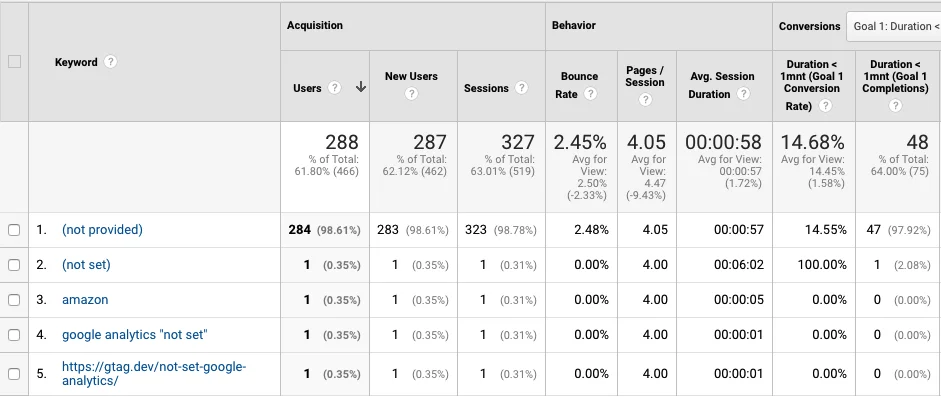 Acquisition
Behavior
Conversions
Goal 1: Duration <
Keyword ?
Users ? ↓
New Users ?
Sessions ?
Bounce
Rate ?
Pages /
Session
?
Avg. Session
Duration ?
Duration <
1mnt (Goal 1
Conversion
Rate) ?
Duration <
1mnt (Goal 1
Completions)
?
288
% of Total:
61.80% (466)
287
% of Total:
62.12% (462)
327
% of Total:
63.01% (519)
2.45%
Avg for
View:
2.50%
(-2.33%)
4.05
Avg for
View:
4.47
(-9.43%)
00:00:58
Avg for View:
00:00:57
(1.72%)
14.68%
Avg for View:
14.45%
(1.58%)
48
% of Total:
64.00% (75)
1. (not provided) 284 (98.61%) 283 (98.61%) 323 (98.78%) 2.48% 4.05 00:00:57 14.55% 47 (97.92%)
2. (not set) 1 (0.35%) 1 (0.35%) 1 (0.31%) 0.00% 4.00 00:06:02 100.00% 1 (2.08%)
3. amazon 1 (0.35%) 1 (0.35%) 1 (0.31%) 0.00% 4.00 00:00:05 0.00% 0 (0.00%)
4. google analytics "not set" 1 (0.35%) 1 (0.35%) 1 (0.31%) 0.00% 4.00 00:00:01 0.00% 0 (0.00%)
5. https://gtag.dev/not-set-google-
analytics/ 1 (0.35%) 1 (0.35%) 1 (0.31%) 0.00% 4.00 00:00:01 0.00% 0 (0.00%)